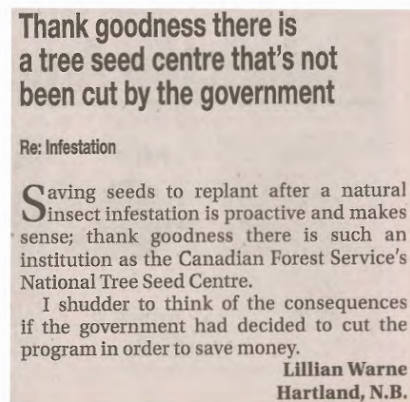 Thank goodness there is
a tree seed centre that's not
been cut by the government
Re: Infestation
Saving seeds to replant after a natural
insect infestation is proactive and makes
sense; thank goodness there is such an
institution as the Canadian Forest Service's
National Tree Seed Centre.
I shudder to think of the consequences
if the government had decided to cut the
program in order to save money.
Lillian Warne
Hartland, N.B.